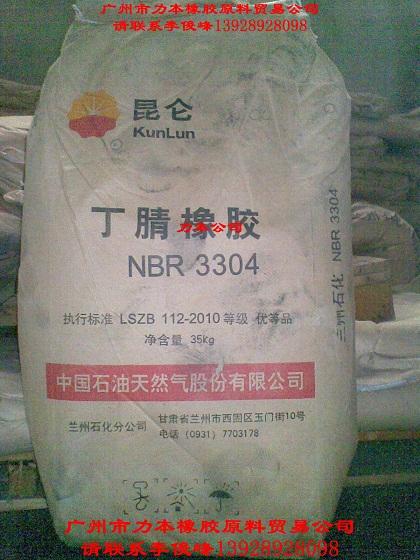 广州市力本橡胶原料贸易公司
请联系李俊峰13928928098
昆仑
KunLun
丁腈橡胶
力本公司
NBR 3304
执行标准 LSZB 112-2010 等级 优等品
净含量 35kg
中国石油天然气股份有限公司
兰州石化分公司
甘肃省兰州市西固区玉门街10号
电话 (0931) 7703178
兰州石化 NBR 3304
广州市力本橡胶原料贸易公司
请联系李俊峰13928928098